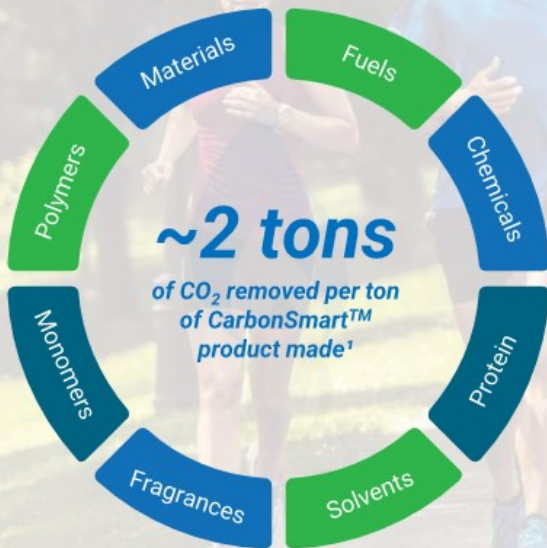 Materials
Fuels
Chemicals
Protein
Solvents
Fragrances
Monomers
Polymers
~2 tons
of CO₂ removed per ton
of CarbonSmart™
product made¹